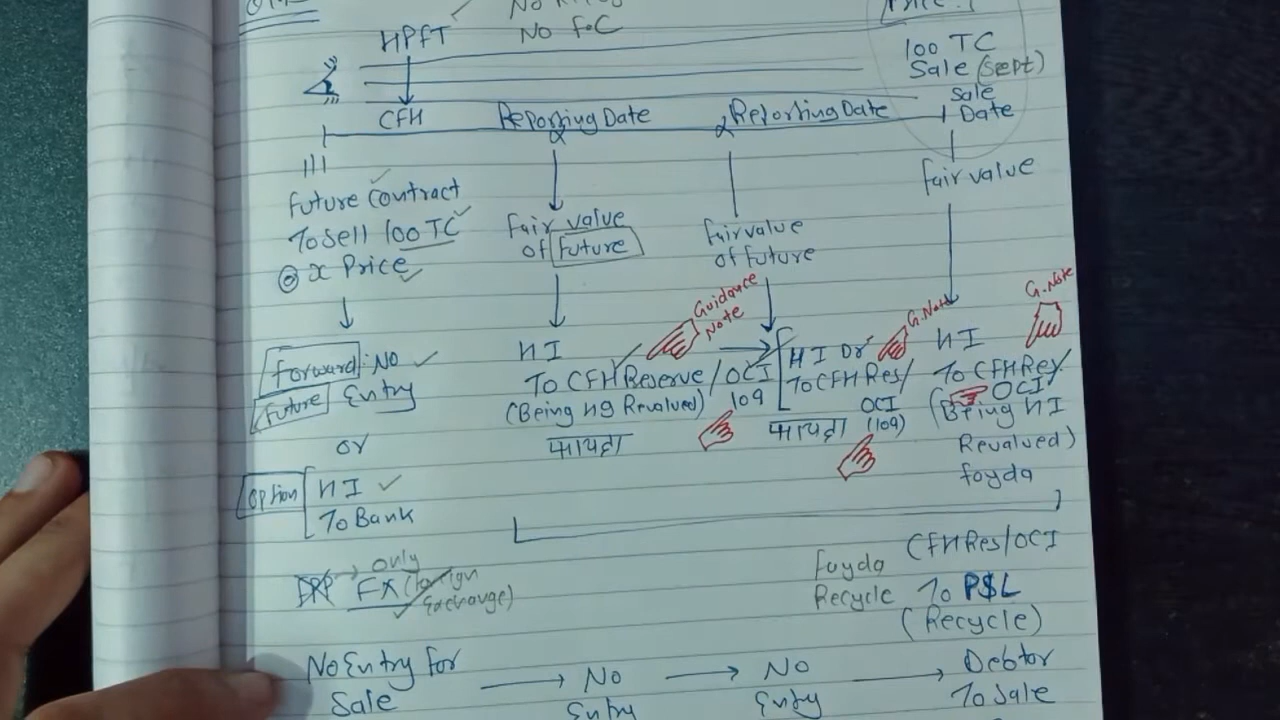 HPFT
No F.C
100 TC
Sale (Sept)
Sale
Date
CFH
Reporting Date
Reporting Date
Future Contract
To Sell 100 TC
@ x Price
Fair value
of Future
Fair value
of Future
Fair value
Forward : No
Future Entry
or
Option
HI
To Bank
HI
To CFH Reserve / OCI
109
(Being HI Revalued)
फायदा
Guidance
Note
HI Dr
To CFH Res/
OCI
फायदा (109)
G. Note
HI
To CFH Res/
OCI
(Being HI
Revalued)
fayda
G. Note
Only
FX (Foreign
Exchange)
Fayda
Recycle
CFH Res/OCI
To P$L
(Recycle)
No Entry for
Sale
No
Entry
No
Entry
Debtor
To Sale